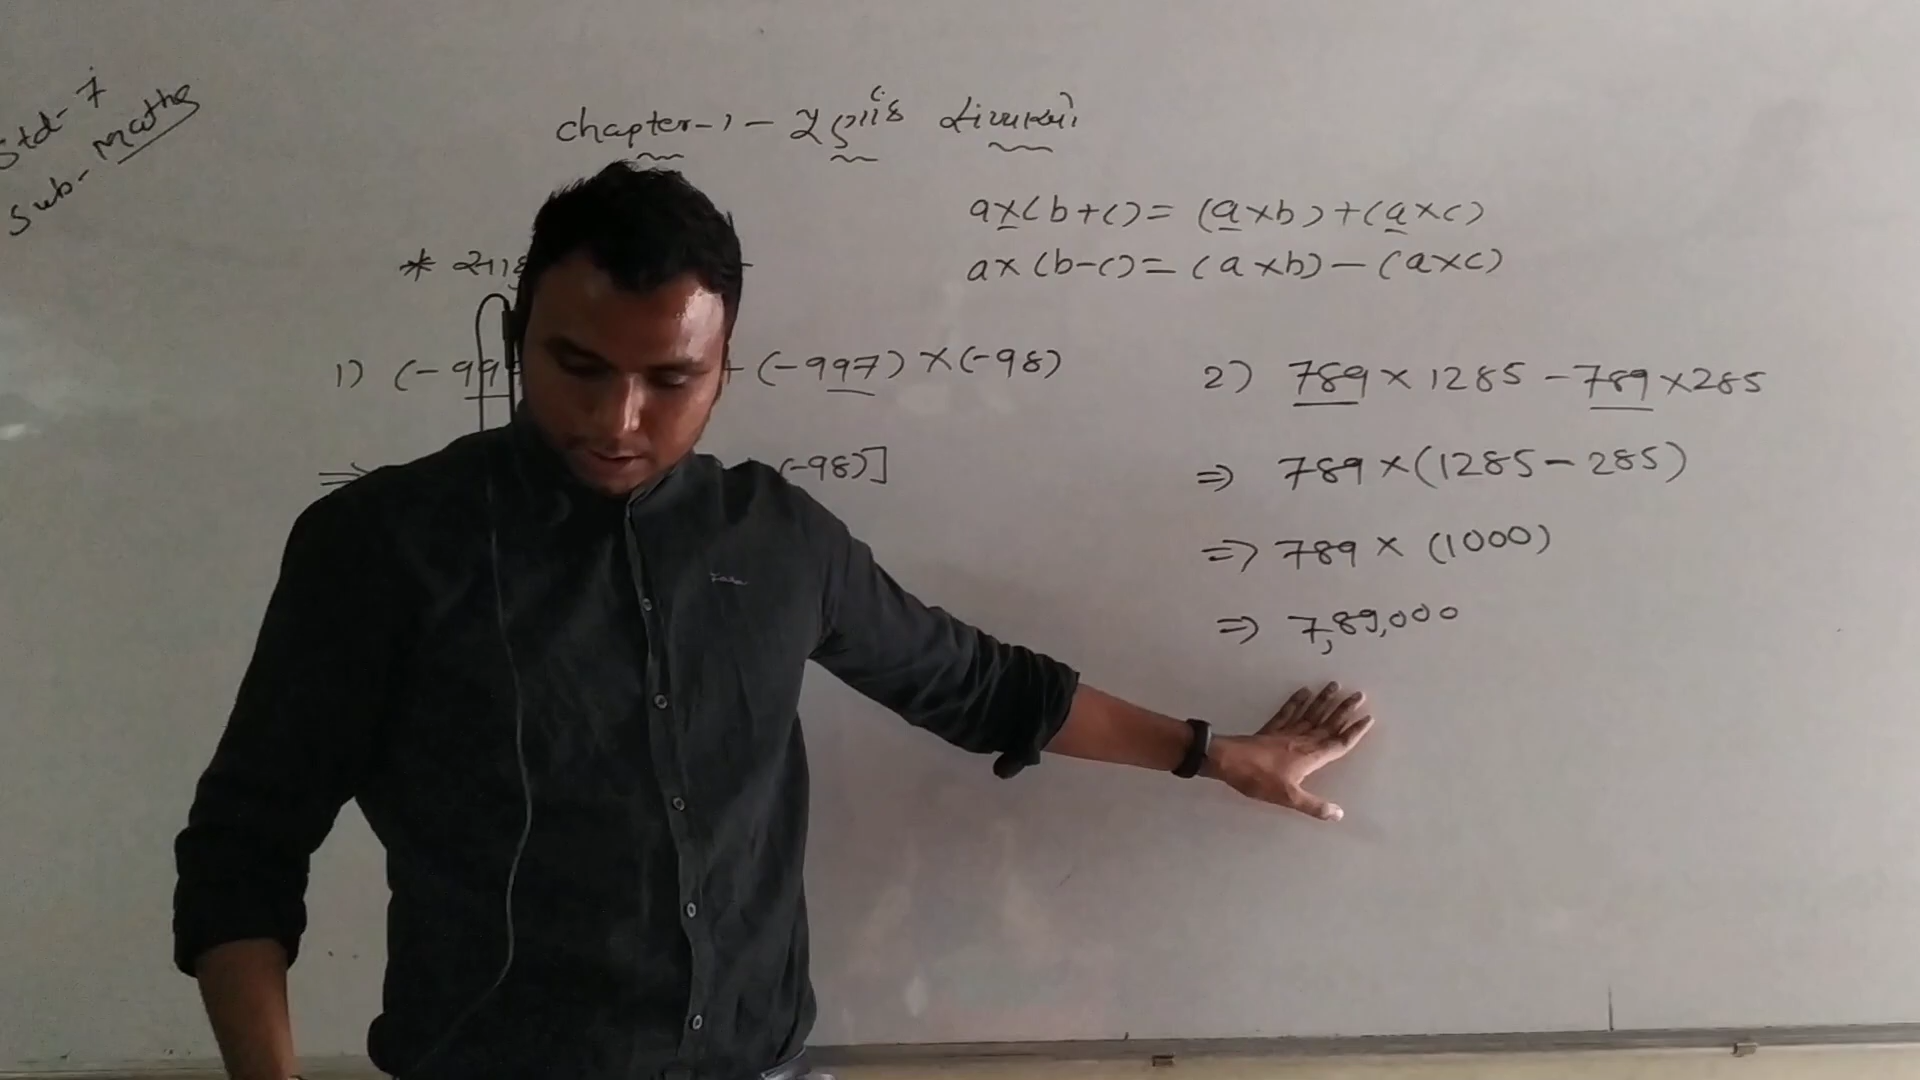 Std-7
Sub-Maths
Chapter-1 - પૂર્ણાંક સંખ્યાઓ
a×(b+c)=(a×b)+(a×c)
a×(b-c)=(a×b)-(a×c)
*
1) (-99 + (-997)×(-98)
⇒ (-98)]
2) 789×1285-789×285
⇒ 789×(1285-285)
⇒ 789×(1000)
⇒ 7,89,000